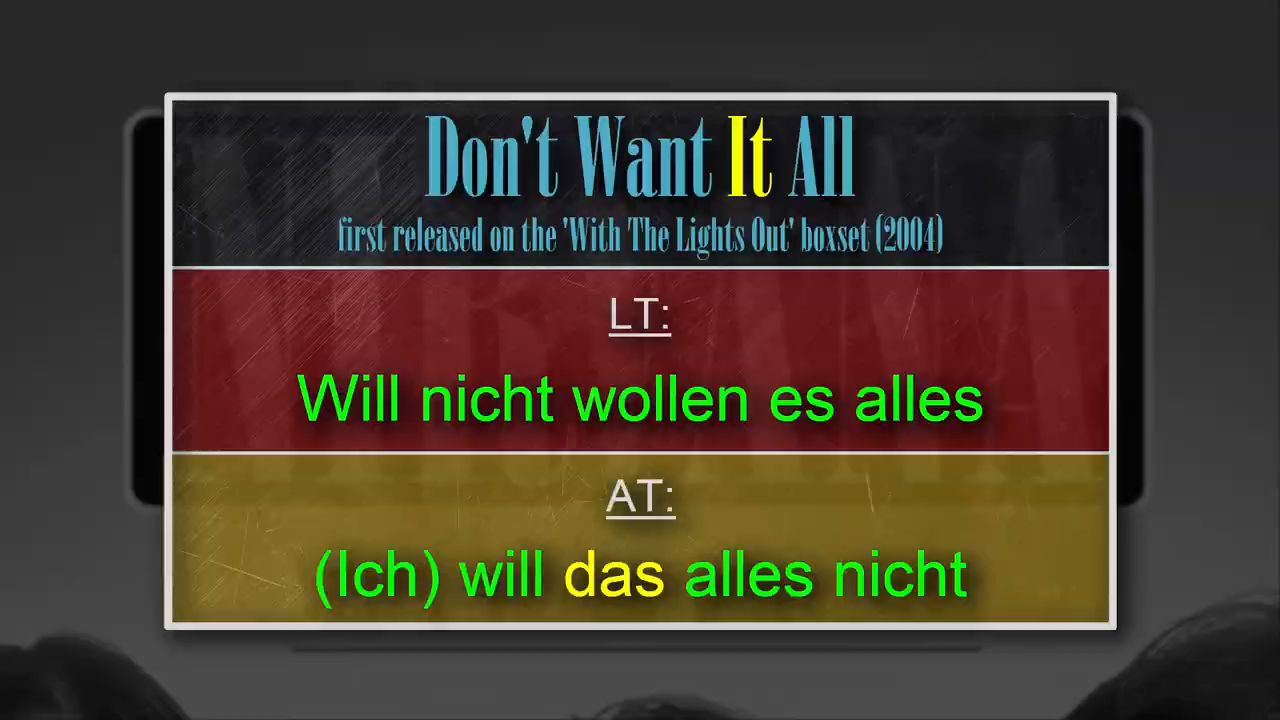 Don't Want It All
first released on the 'With The Lights Out' boxset (2004)
LT:
Will nicht wollen es alles
AT:
(Ich) will das alles nicht